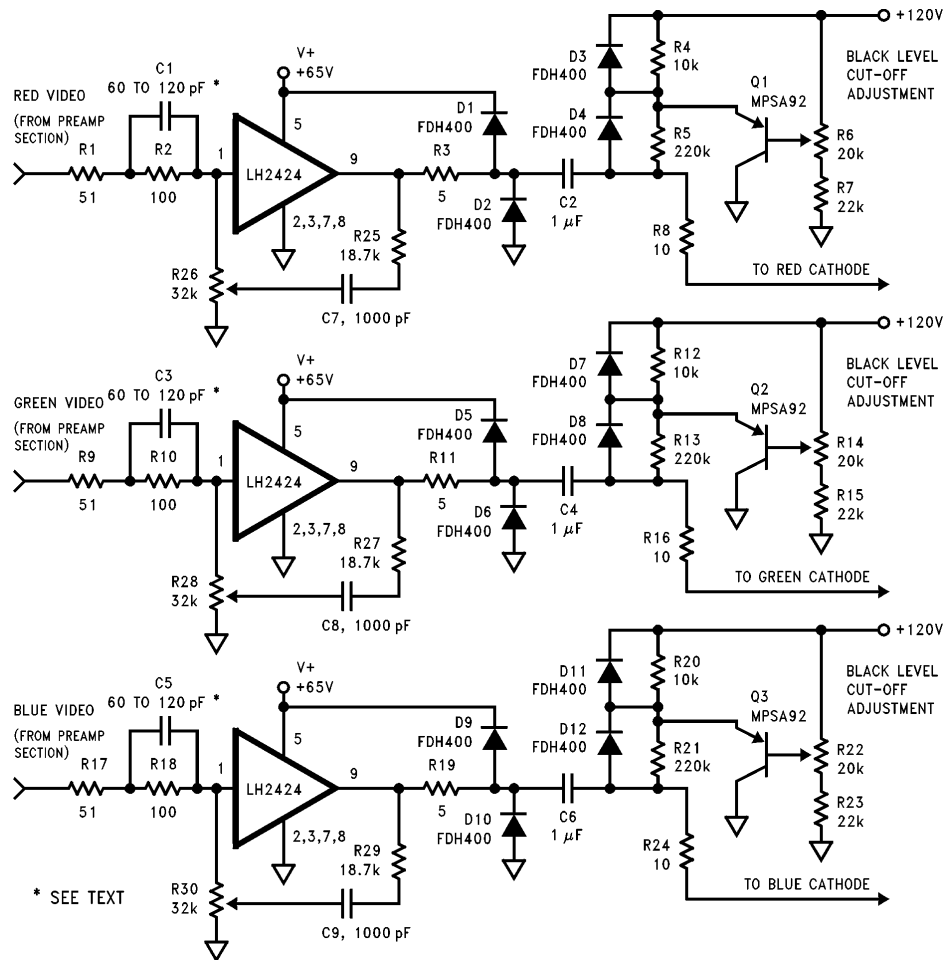 +120V
BLACK LEVEL
CUT-OFF
ADJUSTMENT
V+
+65V
C1
60 TO 120 pF *
RED VIDEO
(FROM PREAMP
SECTION)
R1
51
R2
100
1
5
LH2424
9
2,3,7,8
R26
32k
R25
18.7k
C7, 1000 pF
R3
5
D1
FDH400
D2
FDH400
C2
1 μF
D3
FDH400
D4
FDH400
R4
10k
R5
220k
Q1
MPSA92
R6
20k
R7
22k
R8
10
TO RED CATHODE
+120V
BLACK LEVEL
CUT-OFF
ADJUSTMENT
V+
+65V
C3
60 TO 120 pF *
GREEN VIDEO
(FROM PREAMP
SECTION)
R9
51
R10
100
1
5
LH2424
9
2,3,7,8
R28
32k
R27
18.7k
C8, 1000 pF
R11
5
D5
FDH400
D6
FDH400
C4
1 μF
D7
FDH400
D8
FDH400
R12
10k
R13
220k
Q2
MPSA92
R14
20k
R15
22k
R16
10
TO GREEN CATHODE
+120V
BLACK LEVEL
CUT-OFF
ADJUSTMENT
V+
+65V
C5
60 TO 120 pF *
BLUE VIDEO
(FROM PREAMP
SECTION)
R17
51
R18
100
1
5
LH2424
9
2,3,7,8
R30
32k
R29
18.7k
C9, 1000 pF
R19
5
D9
FDH400
D10
FDH400
C6
1 μF
D11
FDH400
D12
FDH400
R20
10k
R21
220k
Q3
MPSA92
R22
20k
R23
22k
R24
10
TO BLUE CATHODE
* SEE TEXT